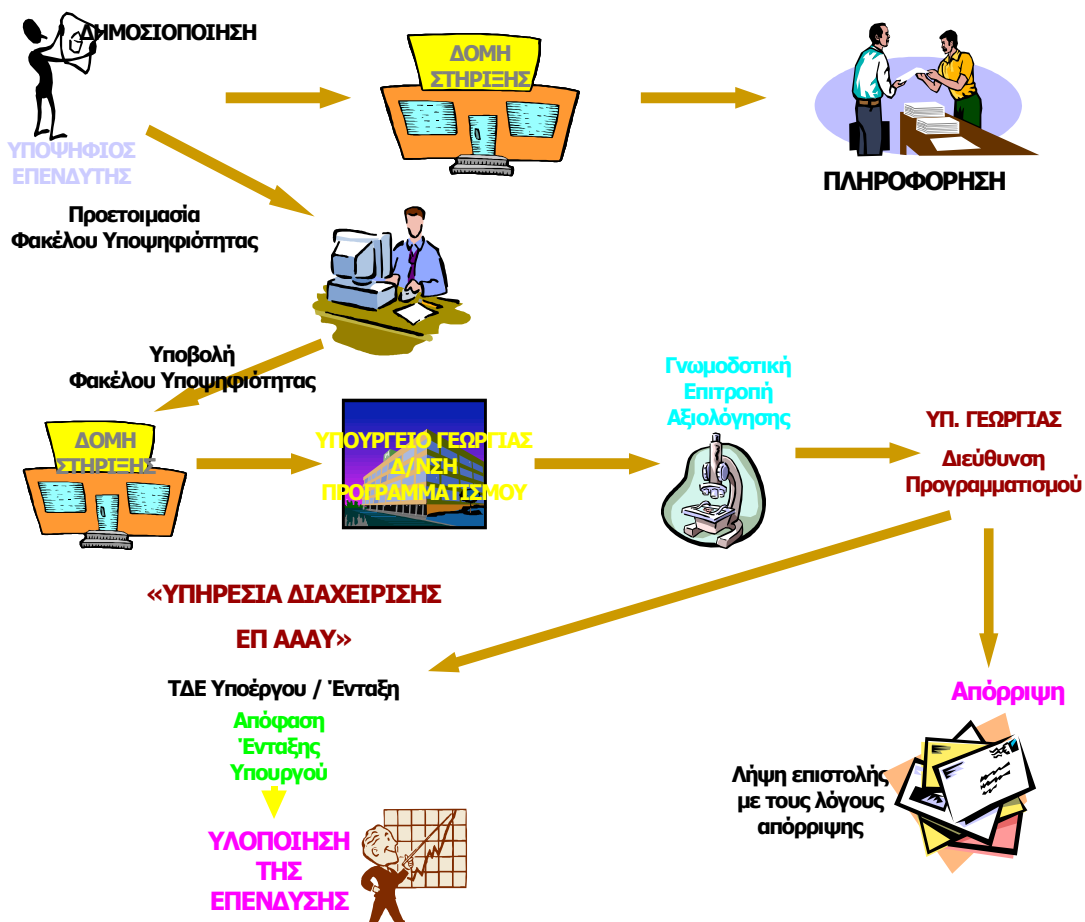 ΔΗΜΟΣΙΟΠΟΙΗΣΗ
ΔΟΜΗ
ΣΤΗΡΙΞΗΣ
ΥΠΟΨΗΦΙΟΣ
ΕΠΕΝΔΥΤΗΣ
ΠΛΗΡΟΦΟΡΗΣΗ
Προετοιμασία
Φακέλου Υποψηφιότητας
Υποβολή
Φακέλου Υποψηφιότητας
ΔΟΜΗ
ΣΤΗΡΙΞΗΣ
ΥΠΟΥΡΓΕΙΟ ΓΕΩΡΓΙΑΣ
Δ/ΝΣΗ
ΠΡΟΓΡΑΜΜΑΤΙΣΜΟΥ
Γνωμοδοτική
Επιτροπή
Αξιολόγησης
ΥΠ. ΓΕΩΡΓΙΑΣ
Διεύθυνση
Προγραμματισμού
«ΥΠΗΡΕΣΙΑ ΔΙΑΧΕΙΡΙΣΗΣ
ΕΠ ΑΑΑΥ»
ΤΔΕ Υποέργου / Ένταξη
Απόφαση
Ένταξης
Υπουργού
ΥΛΟΠΟΙΗΣΗ
ΤΗΣ
ΕΠΕΝΔΥΣΗΣ
Απόρριψη
Λήψη επιστολής
με τους λόγους
απόρριψης